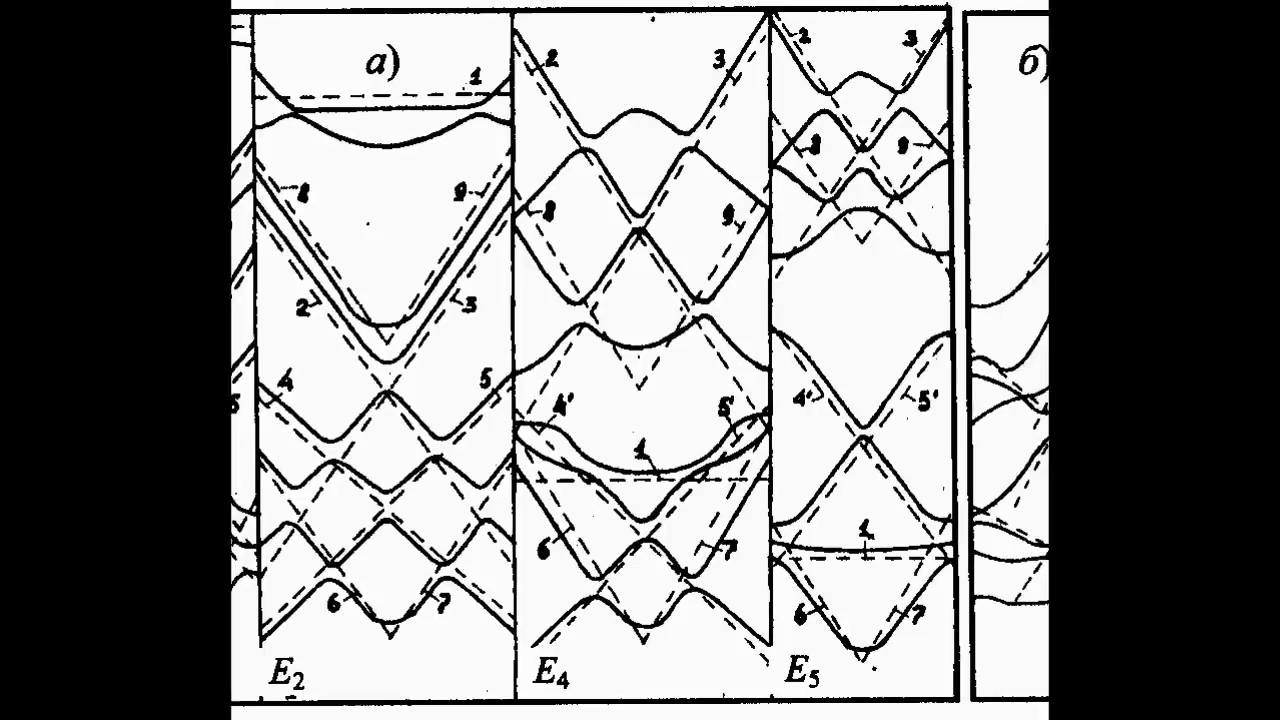 а) б)
1
2 3 2 3
8 9 8 9 8 9
2 3
4 5 4' 5' 4' 5'
1 1
6 7 6 7 6 7
E₂ E₄ E₅